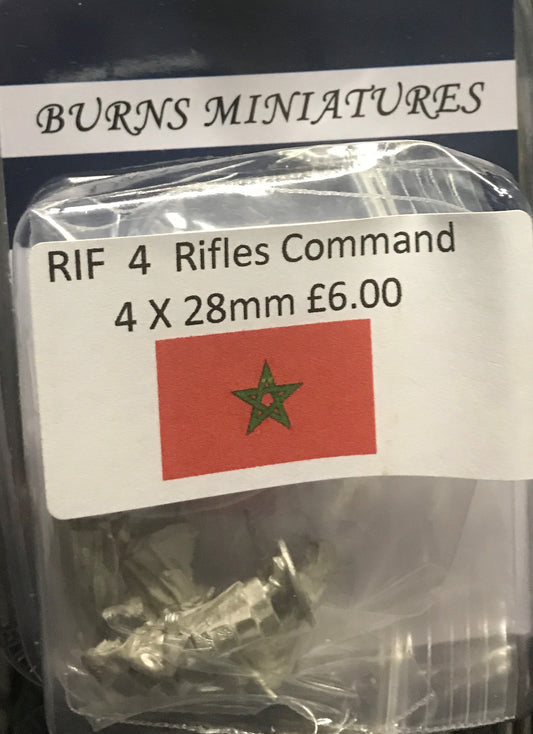 BURNS MINIATURES
RIF 4 Rifles Command
4 X 28mm £6.00